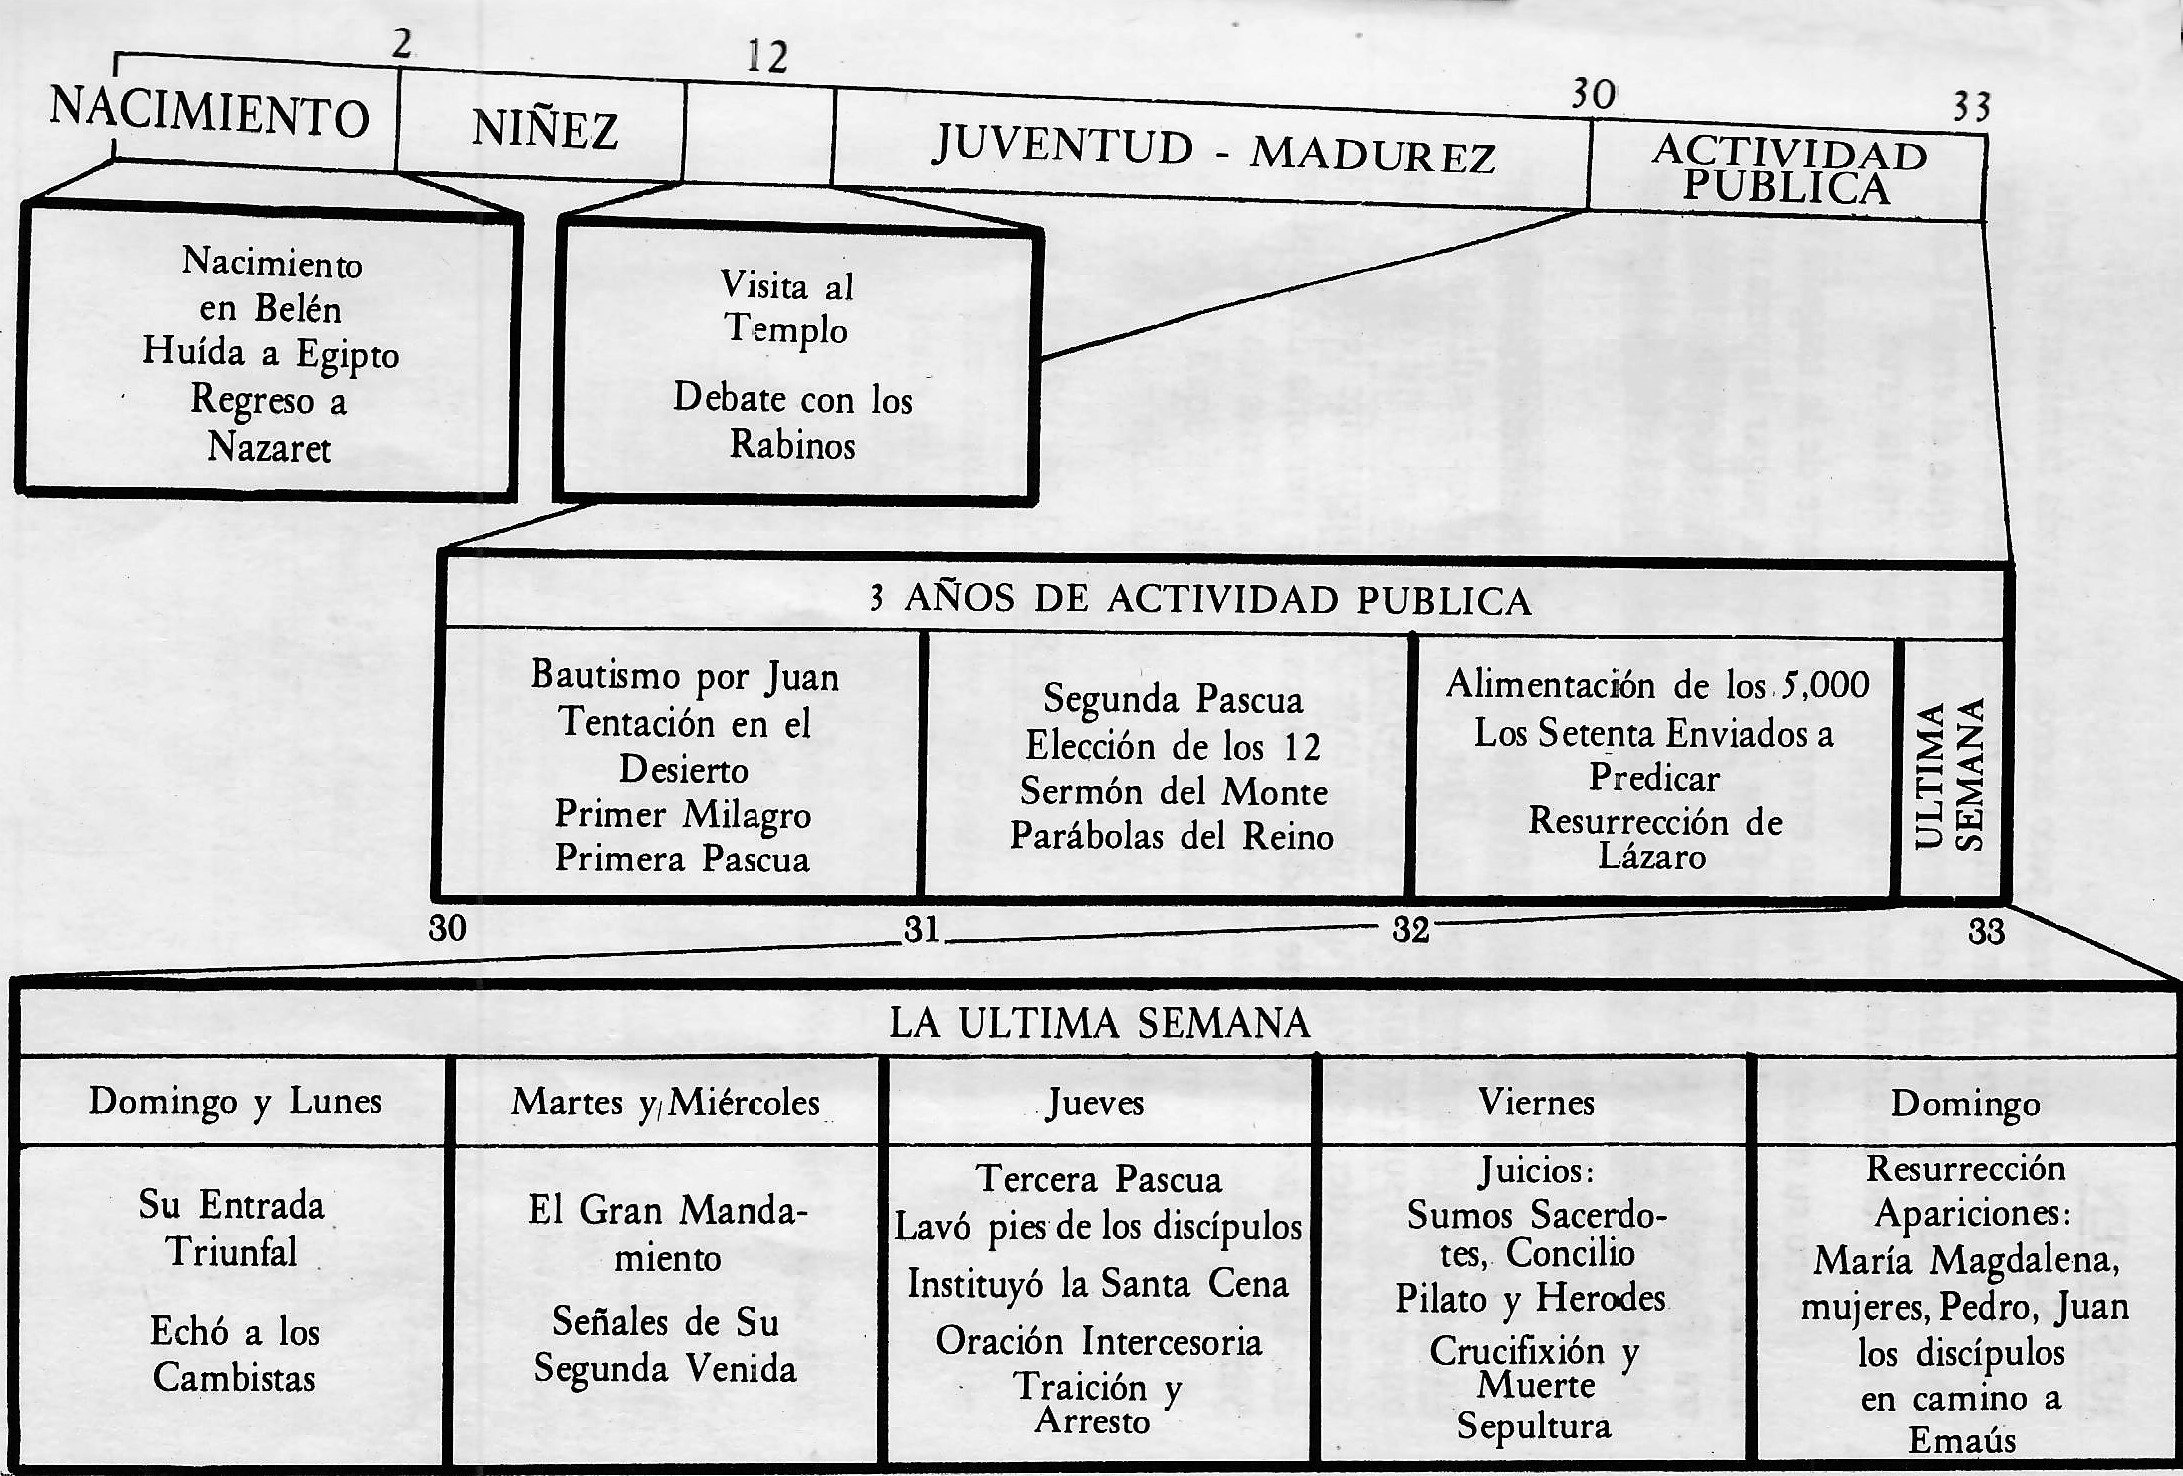 2
12
30
33
NACIMIENTO
NIÑEZ
JUVENTUD - MADUREZ
ACTIVIDAD
PUBLICA
Nacimiento
en Belén
Huída a Egipto
Regreso a
Nazaret
Visita al
Templo
Debate con los
Rabinos
3 AÑOS DE ACTIVIDAD PUBLICA
Bautismo por Juan
Tentación en el
Desierto
Primer Milagro
Primera Pascua
Segunda Pascua
Elección de los 12
Sermón del Monte
Parábolas del Reino
Alimentación de los 5,000
Los Setenta Enviados a
Predicar
Resurrección de
Lázaro
ULTIMA
SEMANA
30
31
32
33
LA ULTIMA SEMANA
Domingo y Lunes
Martes y Miércoles
Jueves
Viernes
Domingo
Su Entrada
Triunfal
Echó a los
Cambistas
El Gran Manda-
miento
Señales de Su
Segunda Venida
Tercera Pascua
Lavó pies de los discípulos
Instituyó la Santa Cena
Oración Intercesoria
Traición y
Arresto
Juicios:
Sumos Sacerdo-
tes, Concilio
Pilato y Herodes
Crucifixión y
Muerte
Sepultura
Resurrección
Apariciones:
María Magdalena,
mujeres, Pedro, Juan
los discípulos
en camino a
Emaús